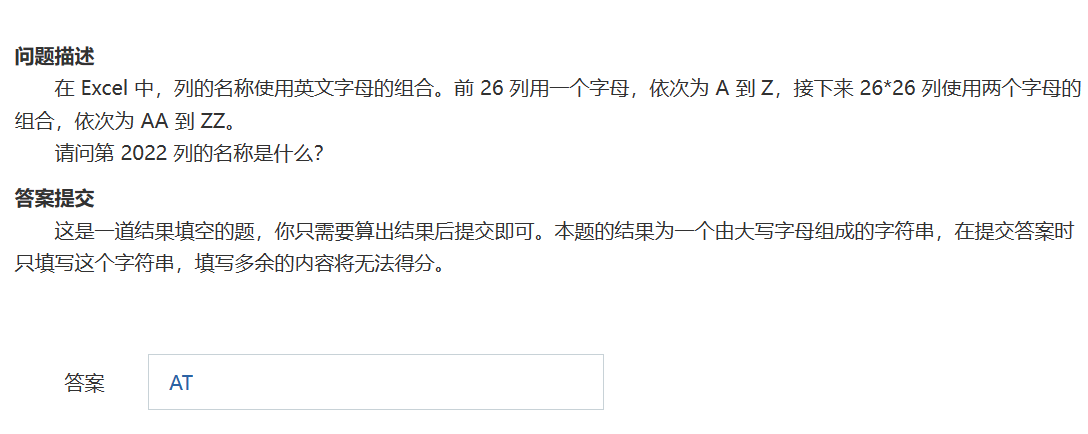 问题描述
在 Excel 中，列的名称使用英文字母的组合。前 26 列用一个字母，依次为 A 到 Z，接下来 26*26 列使用两个字母的
组合，依次为 AA 到 ZZ。
请问第 2022 列的名称是什么？
答案提交
这是一道结果填空的题，你只需要算出结果后提交即可。本题的结果为一个由大写字母组成的字符串，在提交答案时
只填写这个字符串，填写多余的内容将无法得分。
答案 AT